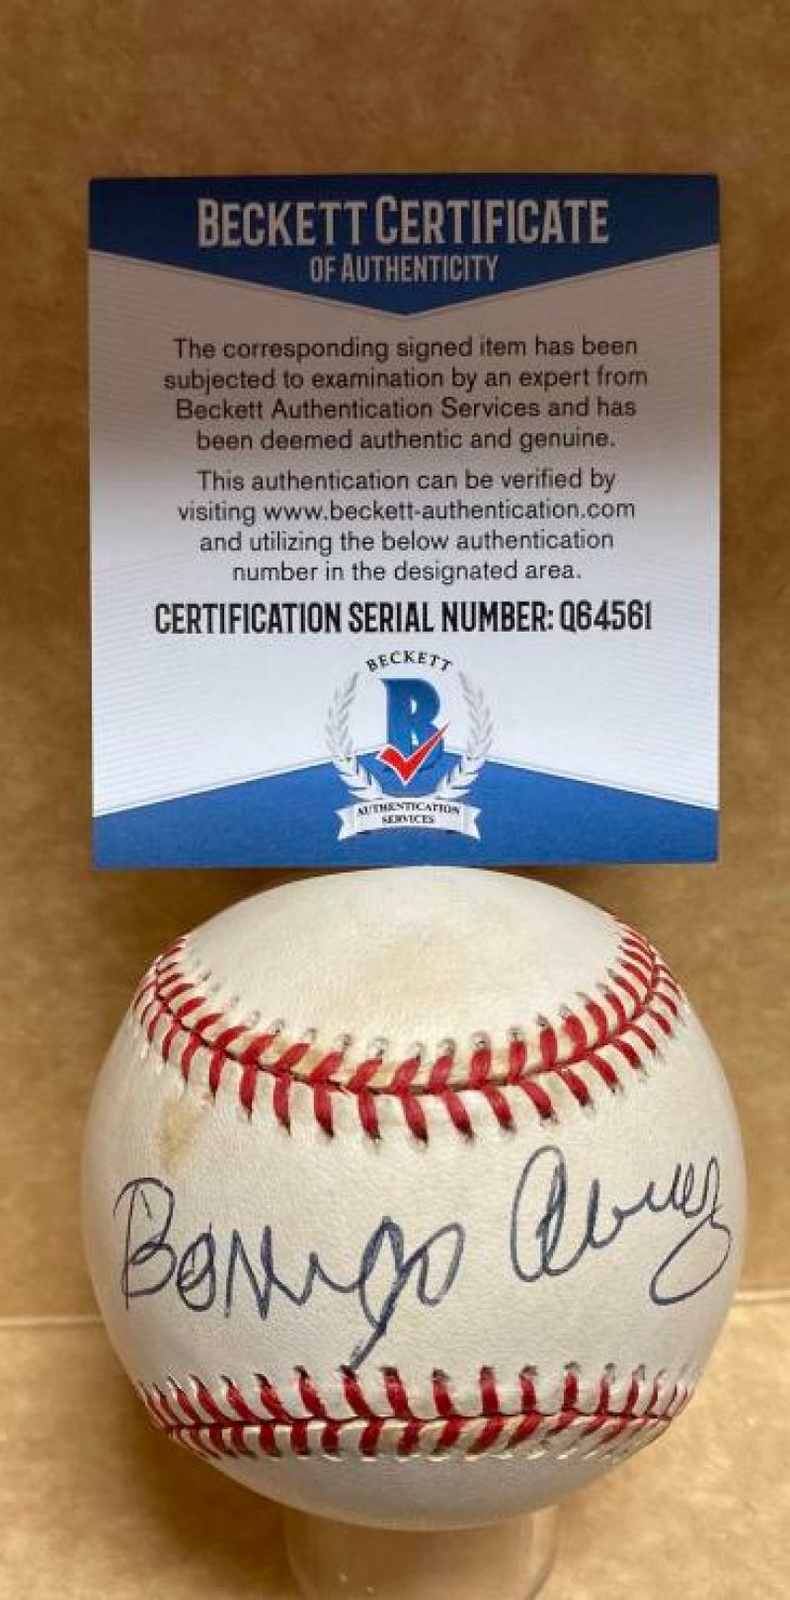 BECKETT CERTIFICATE
OF AUTHENTICITY
The corresponding signed item has been
subjected to examination by an expert from
Beckett Authentication Services and has
been deemed authentic and genuine.
This authentication can be verified by
visiting www.beckett-authentication.com
and utilizing the below authentication
number in the designated area.
CERTIFICATION SERIAL NUMBER: Q64561
BECKETT
B
AUTHENTICATION
SERVICES